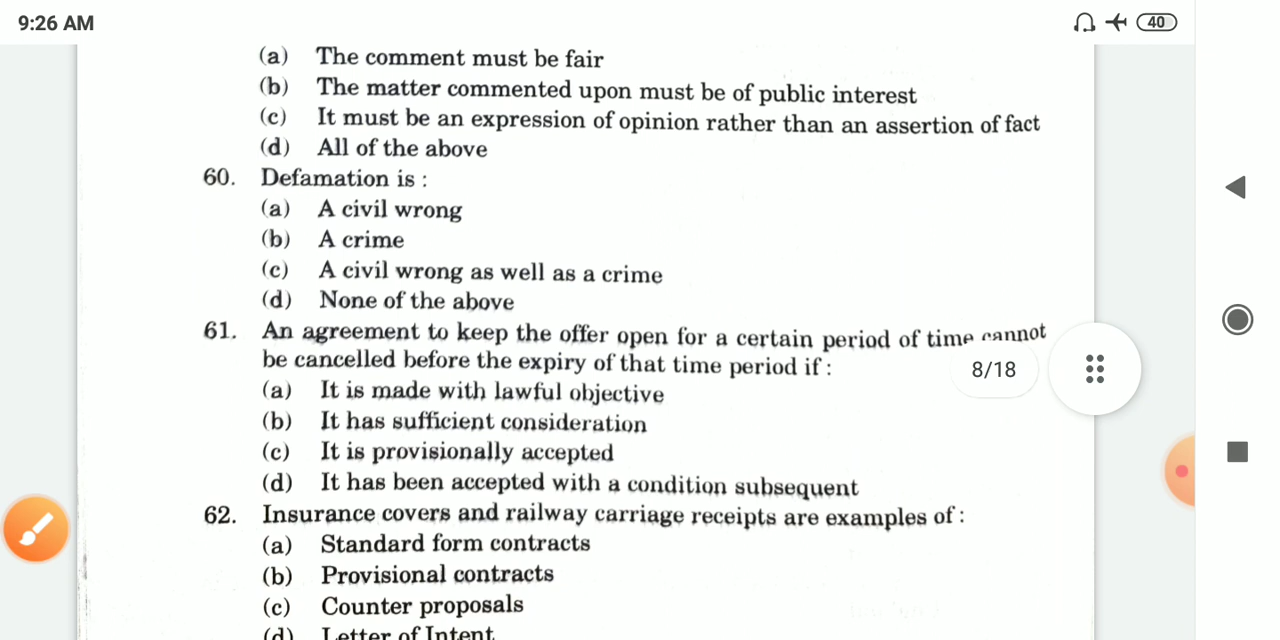 9:26 AM
40
(a) The comment must be fair
(b) The matter commented upon must be of public interest
(c) It must be an expression of opinion rather than an assertion of fact
(d) All of the above
60. Defamation is :
(a) A civil wrong
(b) A crime
(c) A civil wrong as well as a crime
(d) None of the above
61. An agreement to keep the offer open for a certain period of time cannot
be cancelled before the expiry of that time period if :
8/18
(a) It is made with lawful objective
(b) It has sufficient consideration
(c) It is provisionally accepted
(d) It has been accepted with a condition subsequent
62. Insurance covers and railway carriage receipts are examples of :
(a) Standard form contracts
(b) Provisional contracts
(c) Counter proposals
(d) Letter of Intent